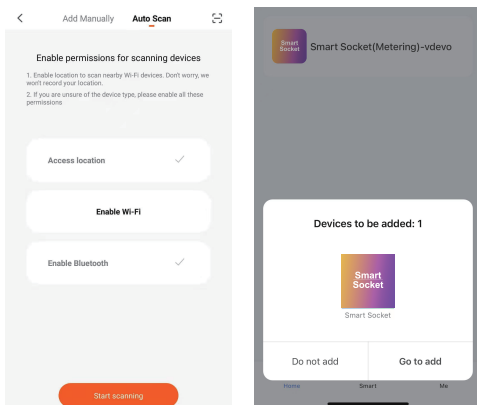 Add Manually
Auto Scan
Enable permissions for scanning devices
1. Enable location to scan nearby Wi-Fi devices. Don't worry, we
won't record your location.
2. If you are unsure of the device type, please enable all these
permissions
Access location
Enable Wi-Fi
Enable Bluetooth
Start scanning
Smart
Socket
Smart Socket(Metering)-vdevo
Devices to be added: 1
Smart
Socket
Smart Socket
Do not add
Go to add
Home
Smart
Me